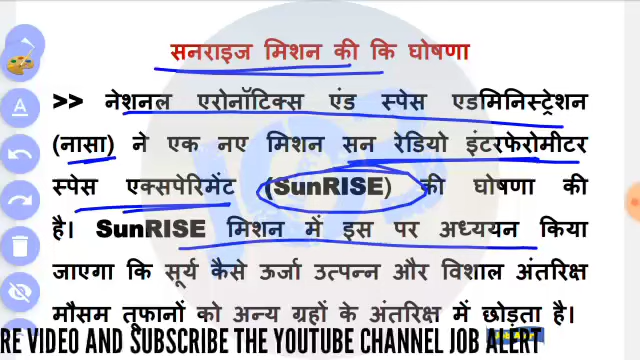 सनराइज मिशन की कि घोषणा
>> नेशनल एरोनॉटिक्स एंड स्पेस एडमिनिस्ट्रेशन
(नासा) ने एक नए मिशन सन रेडियो इंटरफेरोमीटर
स्पेस एक्सपेरिमेंट (SunRISE) की घोषणा की
है। SunRISE मिशन में इस पर अध्ययन किया
जाएगा कि सूर्य कैसे ऊर्जा उत्पन्न और विशाल अंतरिक्ष
मौसम तूफानों को अन्य ग्रहों के अंतरिक्ष में छोड़ता है।
RE VIDEO AND SUBSCRIBE THE YOUTUBE CHANNEL JOB ALERT